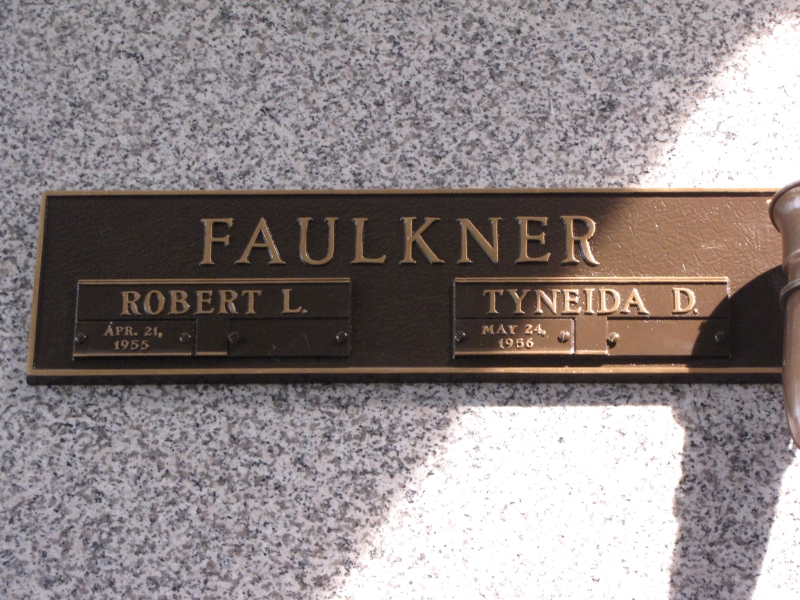 FAULKNER
ROBERT L.
APR. 21,
1955
TYNEIDA D.
MAY 24,
1956